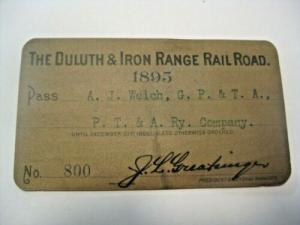 THE DULUTH & IRON RANGE RAIL ROAD.
1895
Pass A. J. Welch, G. P. & T. A.,
P. T. & A. Ry. Company.
UNTIL DECEMBER 31ST, UNLESS OTHERWISE ORDERED.
No. 800 J. L. Greatsinger
PRESIDENT